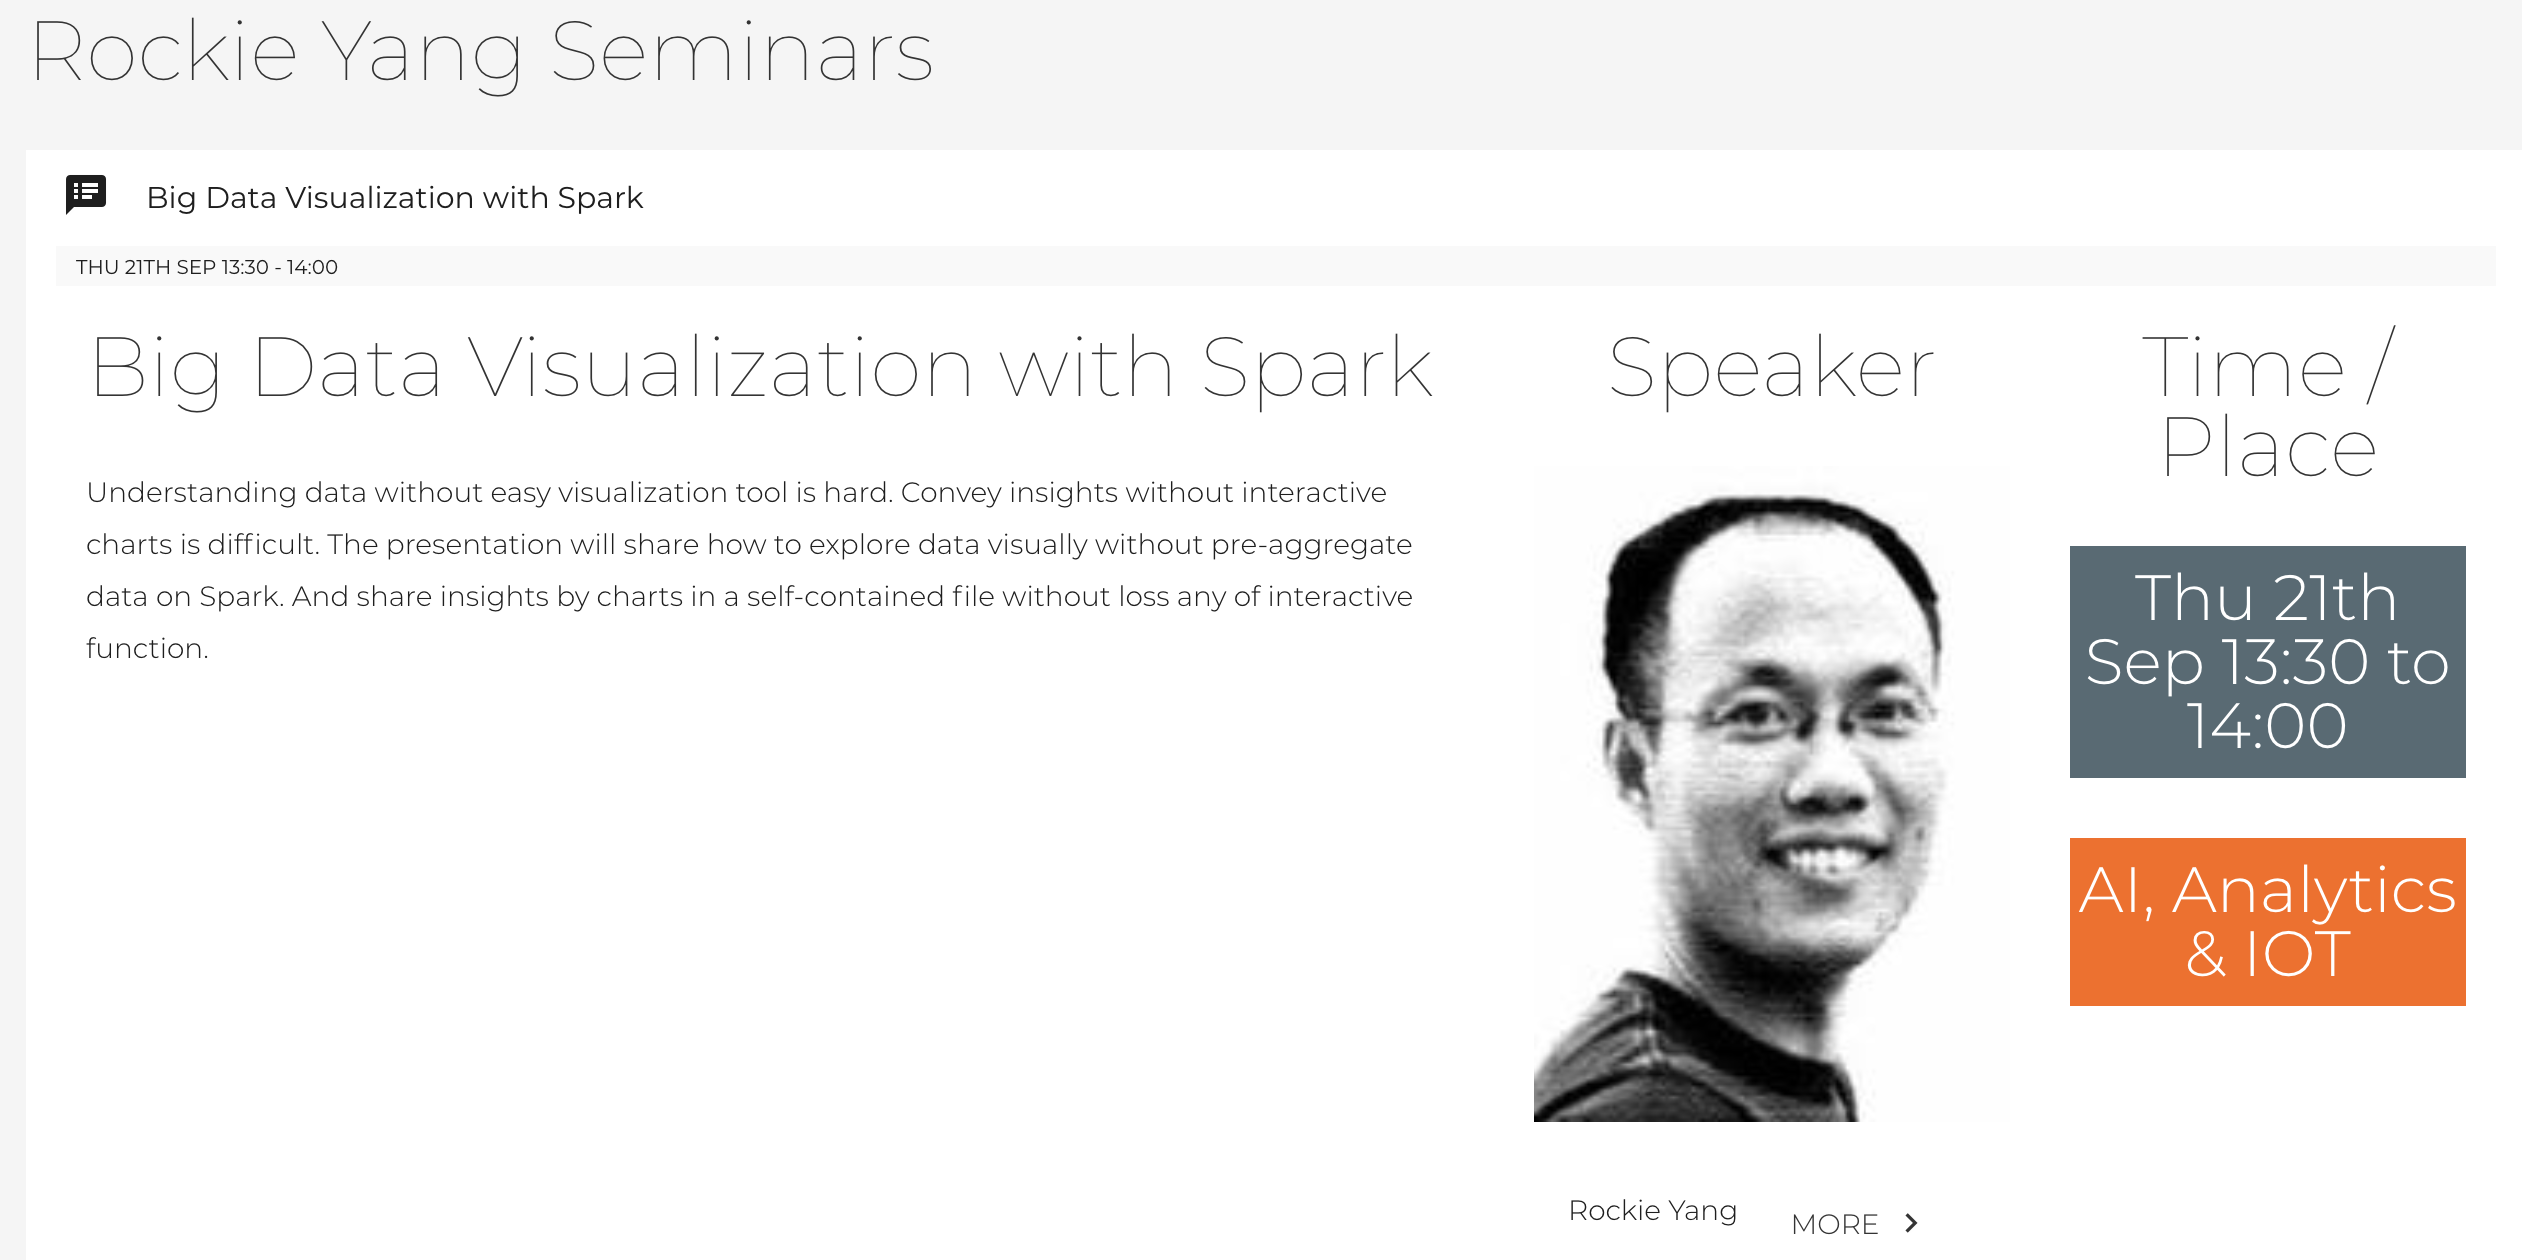 Rockie Yang Seminars
Big Data Visualization with Spark
THU 21TH SEP 13:30 - 14:00
Big Data Visualization with Spark
Understanding data without easy visualization tool is hard. Convey insights without interactive
charts is difficult. The presentation will share how to explore data visually without pre-aggregate
data on Spark. And share insights by charts in a self-contained file without loss any of interactive
function.
Speaker
Rockie Yang
MORE
Time /
Place
Thu 21th
Sep 13:30 to
14:00
AI, Analytics
& IOT